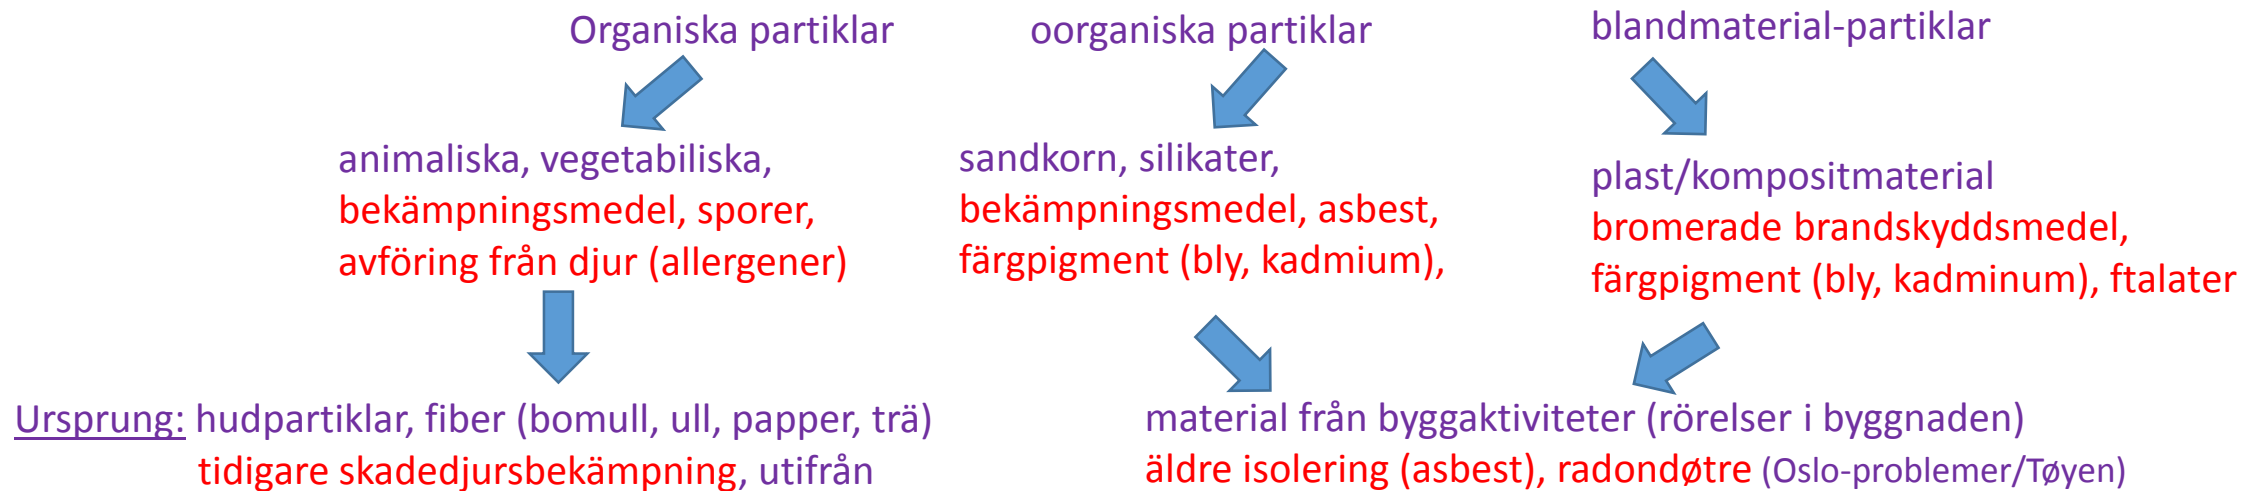 Organiska partiklar
oorganiska partiklar
blandmaterial-partiklar
animaliska, vegetabiliska,
bekämpningsmedel, sporer,
avföring från djur (allergener)
sandkorn, silikater,
bekämpningsmedel, asbest,
färgpigment (bly, kadmium),
plast/kompositmaterial
bromerade brandskyddsmedel,
färgpigment (bly, kadminum), ftalater
Ursprung: hudpartiklar, fiber (bomull, ull, papper, trä)
tidigare skadedjursbekämpning, utifrån
material från byggaktiviteter (rörelser i byggnaden)
äldre isolering (asbest), radondøtre (Oslo-problemer/Tøyen)